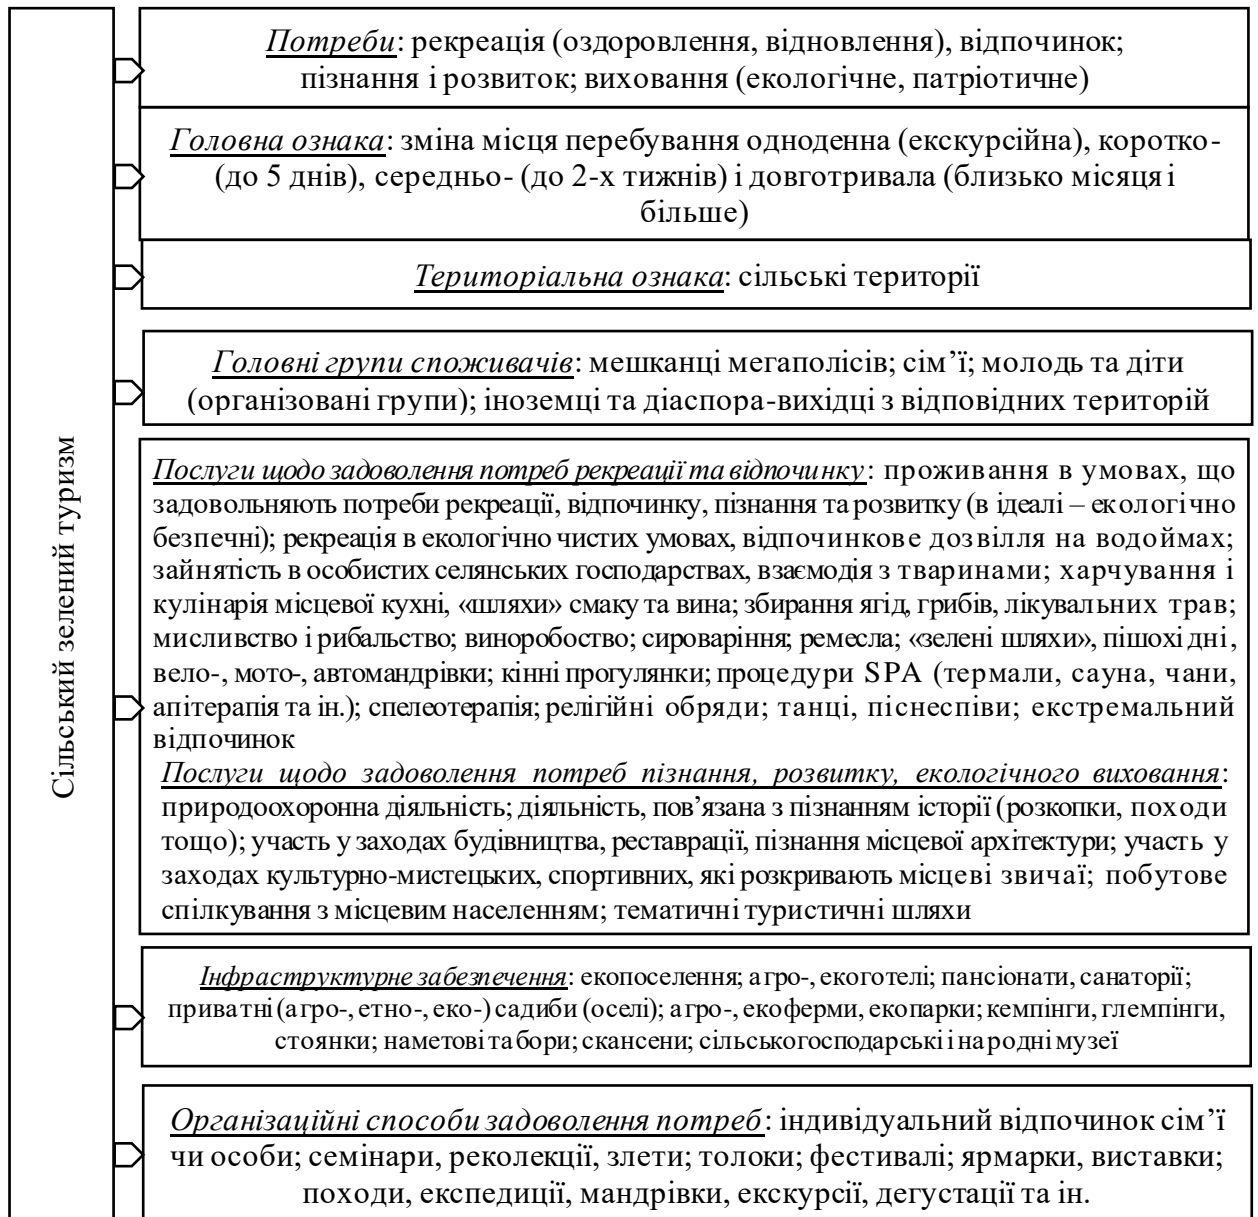 Сільський зелений туризм
Потреби: рекреація (оздоровлення, відновлення), відпочинок;
пізнання і розвиток; виховання (екологічне, патріотичне)
Головна ознака: зміна місця перебування одноденна (екскурсійна), коротко-
(до 5 днів), середньо- (до 2-х тижнів) і довготривала (близько місяця і
більше)
Територіальна ознака: сільські території
Головні групи споживачів: мешканці мегаполісів; сім’ї; молодь та діти
(організовані групи); іноземці та діаспора-вихідці з відповідних територій
Послуги щодо задоволення потреб рекреації та відпочинку: проживання в умовах, що
задовольняють потреби рекреації, відпочинку, пізнання та розвитку (в ідеалі – екологічно
безпечні); рекреація в екологічно чистих умовах, відпочинкове дозвілля на водоймах;
зайнятість в особистих селянських господарствах, взаємодія з тваринами; харчування і
кулінарія місцевої кухні, «шляхи» смаку та вина; збирання ягід, грибів, лікувальних трав;
мисливство і рибальство; виноробоство; сироваріння; ремесла; «зелені шляхи», пішохідні,
вело-, мото-, автомандрівки; кінні прогулянки; процедури SPA (термали, сауна, чани,
апітерапія та ін.); спелеотерапія; релігійні обряди; танці, піснеспіви; екстремальний
відпочинок
Послуги щодо задоволення потреб пізнання, розвитку, екологічного виховання:
природоохоронна діяльність; діяльність, пов’язана з пізнанням історії (розкопки, походи
тощо); участь у заходах будівництва, реставрації, пізнання місцевої архітектури; участь у
заходах культурно-мистецьких, спортивних, які розкривають місцеві звичаї; побутове
спілкування з місцевим населенням; тематичні туристичні шляхи
Інфраструктурне забезпечення: екопоселення; агро-, екоготелі; пансіонати, санаторії;
приватні (агро-, етно-, еко-) садиби (оселі); агро-, екоферми, екопарки; кемпінги, глемпінги,
стоянки; наметові табори; скансени; сільськогосподарські і народні музеї
Організаційні способи задоволення потреб: індивідуальний відпочинок сім’ї
чи особи; семінари, реколекції, злети; толоки; фестивалі; ярмарки, виставки;
походи, експедиції, мандрівки, екскурсії, дегустації та ін.